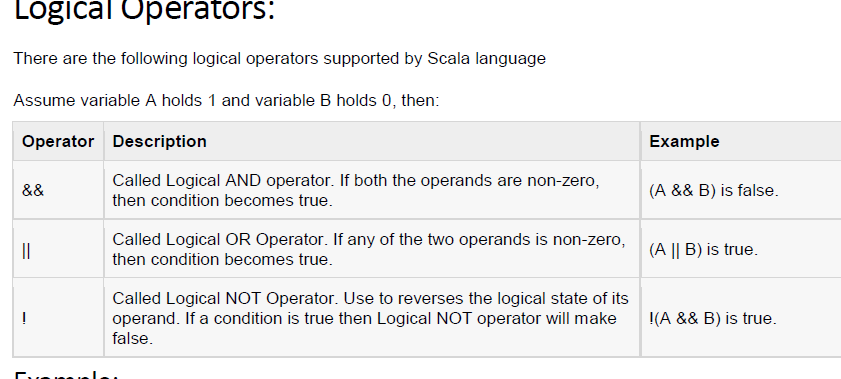 Logical Operators:
There are the following logical operators supported by Scala language
Assume variable A holds 1 and variable B holds 0, then:
Operator Description Example
&& Called Logical AND operator. If both the operands are non-zero, then condition becomes true. (A && B) is false.
|| Called Logical OR Operator. If any of the two operands is non-zero, then condition becomes true. (A || B) is true.
! Called Logical NOT Operator. Use to reverses the logical state of its operand. If a condition is true then Logical NOT operator will make false. !(A && B) is true.
Example: